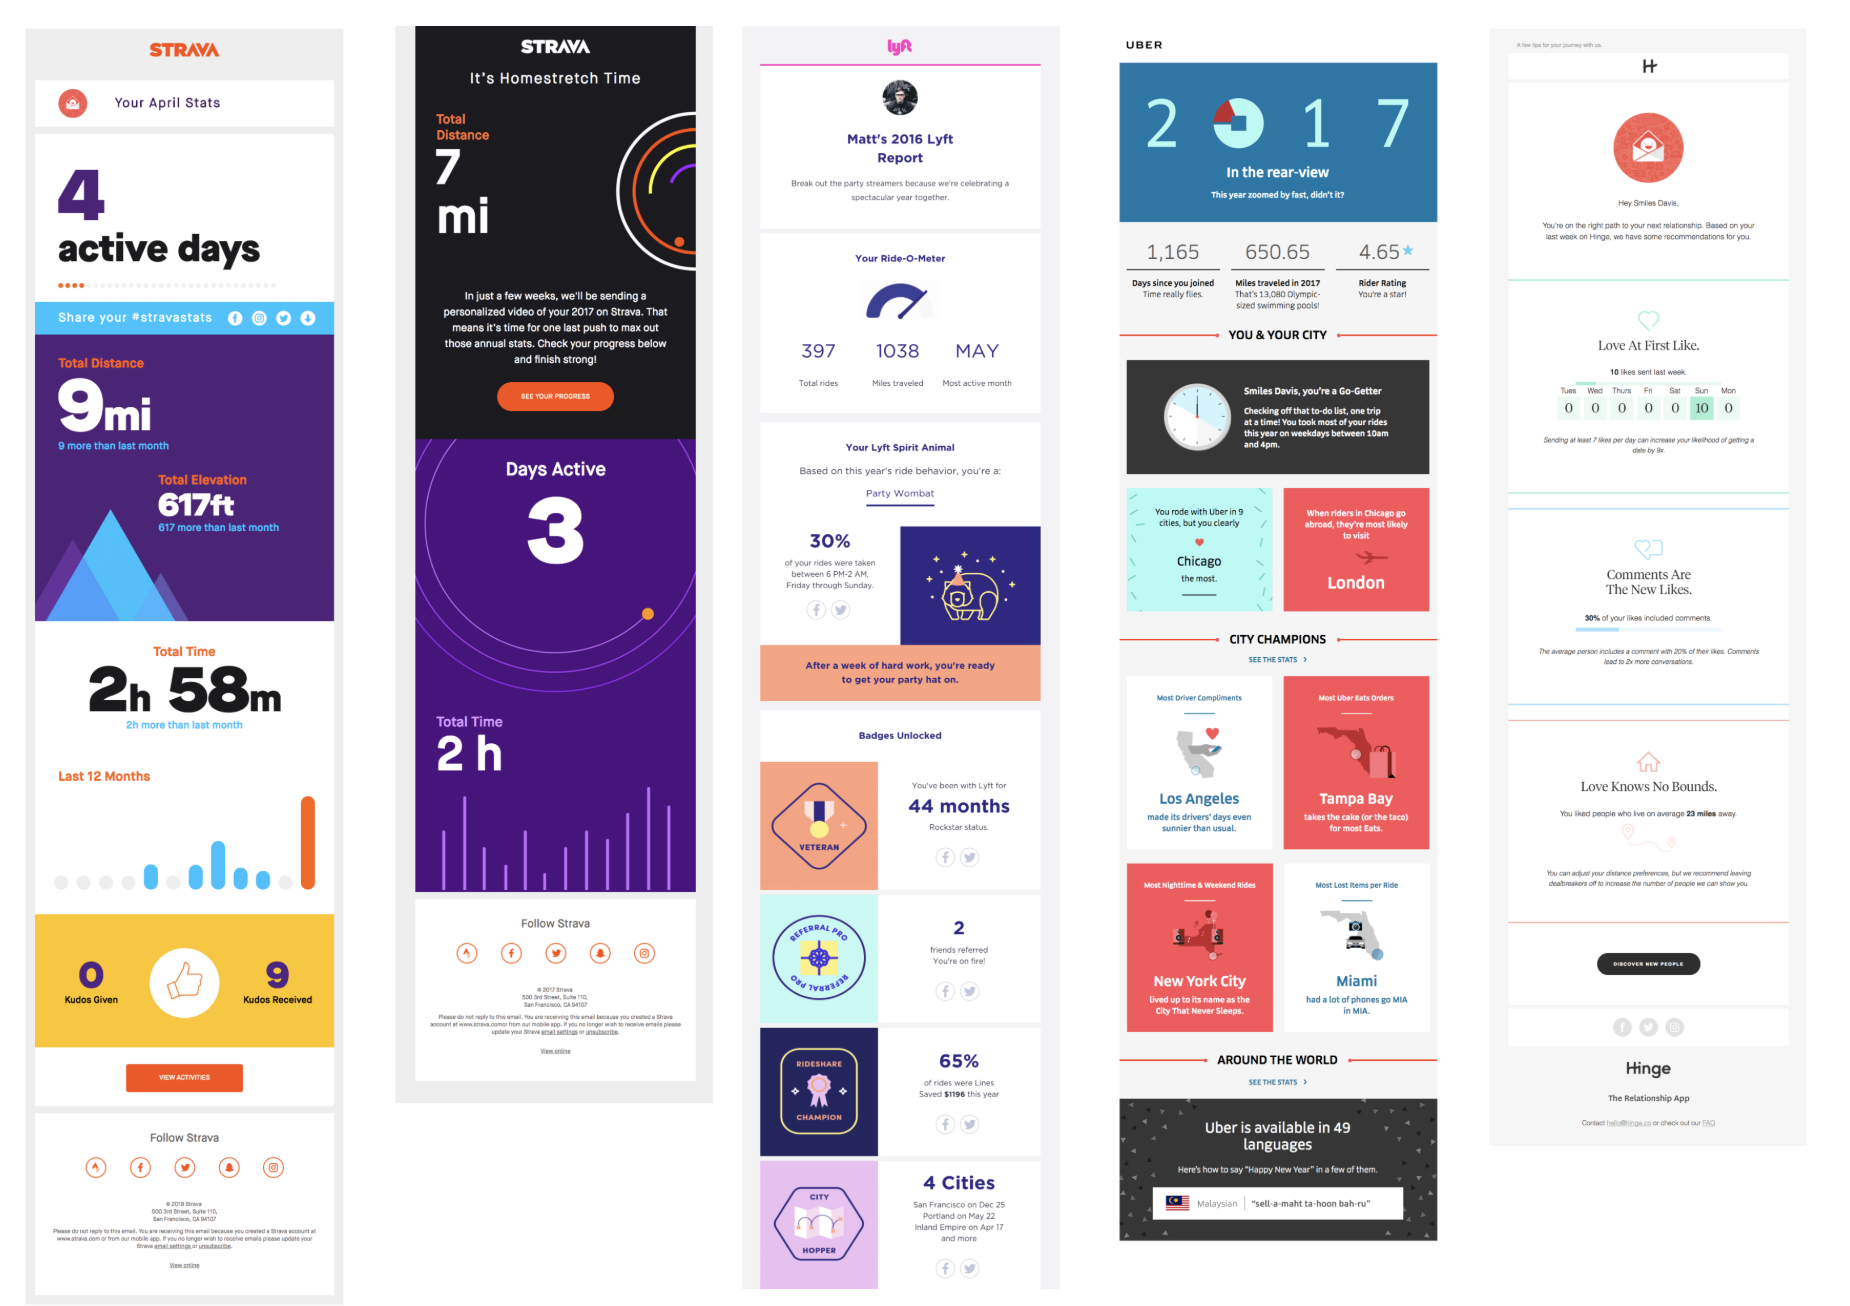 STRAVA
Your April Stats
4
active days
Share your #stravastats
Total Distance
9mi
9 more than last month
Total Elevation
617ft
617 more than last month
Total Time
2h 58m
2h more than last month
Last 12 Months
0
Kudos Given
9
Kudos Received
VIEW ACTIVITIES
Follow Strava
© 2018 Strava
500 3rd Street, Suite 110,
San Francisco, CA 94107
Please do not reply to this email. You are receiving this email because you created a Strava account at
www.strava.com or from our mobile app. If you no longer wish to receive emails please update your
Strava email settings or unsubscribe.
View online
STRAVA
It's Homestretch Time
Total
Distance
7
mi
In just a few weeks, we'll be sending a
personalized video of your 2017 on Strava. That
means it's time for one last push to max out
those annual stats. Check your progress below
and finish strong!
SEE YOUR PROGRESS
Days Active
3
Total Time
2 h
Follow Strava
© 2017 Strava
500 3rd Street, Suite 110,
San Francisco, CA 94107
Please do not reply to this email. You are receiving this email because you created a Strava
account at www.strava.comor from our mobile app. If you no longer wish to receive emails please
update your Strava email settings or unsubscribe.
View online
lyft
Matt's 2016 Lyft
Report
Break out the party streamers because we're celebrating a
spectacular year together.
Your Ride-O-Meter
397
Total rides
1038
Miles traveled
MAY
Most active month
Your Lyft Spirit Animal
Based on this year's ride behavior, you're a:
Party Wombat
30%
of your rides were taken
between 6 PM-2 AM,
Friday through Sunday.
After a week of hard work, you're ready
to get your party hat on.
Badges Unlocked
VETERAN
You've been with Lyft for
44 months
Rockstar status.
REFERRAL PRO
REFERRAL PRO
2
friends referred
You're on fire!
RIDESHARE
CHAMPION
65%
of rides were Lines
Saved $1196 this year
CITY
HOPPER
4 Cities
San Francisco on Dec 25
Portland on May 22
Inland Empire on Apr 17
and more
UBER
2 0 1 7
In the rear-view
This year zoomed by fast, didn't it?
1,165
Days since you joined
Time really flies.
650.65
Miles traveled in 2017
That's 13,080 Olympic-
sized swimming pools!
4.65
Rider Rating
You're a star!
YOU & YOUR CITY
Smiles Davis, you're a Go-Getter
Checking off that to-do list, one trip
at a time! You took most of your rides
this year on weekdays between 10am
and 4pm.
You rode with Uber in 9
cities, but you clearly
Chicago
the most.
When riders in Chicago go
abroad, they're most likely
to visit
London
CITY CHAMPIONS
SEE THE STATS >
Most Driver Compliments
Los Angeles
made its drivers' days even
sunnier than usual.
Most Uber Eats Orders
Tampa Bay
takes the cake (or the taco)
for most Eats.
Most Nighttime & Weekend Rides
New York City
lived up to its name as the
City That Never Sleeps.
Most Lost Items per Ride
Miami
had a lot of phones go MIA
in MIA.
AROUND THE WORLD
SEE THE STATS >
Uber is available in 49
languages
Here's how to say "Happy New Year" in a few of them.
Malaysian "sell-a-maht ta-hoon bah-ru"
A few tips for your journey with us.
H
Hey Smiles Davis,
You're on the right path to your next relationship. Based on your
last week on Hinge, we have some recommendations for you.
Love At First Like.
10 likes sent last week.
Tues Wed Thurs Fri Sat Sun Mon
0 0 0 0 0 10 0
Sending at least 7 likes per day can increase your likelihood of getting a
date by 9x.
Comments Are
The New Likes.
30% of your likes included comments.
The average person includes a comment with 20% of their likes. Comments
lead to 2x more conversations.
Love Knows No Bounds.
You liked people who live on average 23 miles away.
You can adjust your distance preferences, but we recommend leaving
dealbreakers off to increase the number of people we can show you.
DISCOVER NEW PEOPLE
Hinge
The Relationship App
Contact hello@hinge.co or check out our FAQ